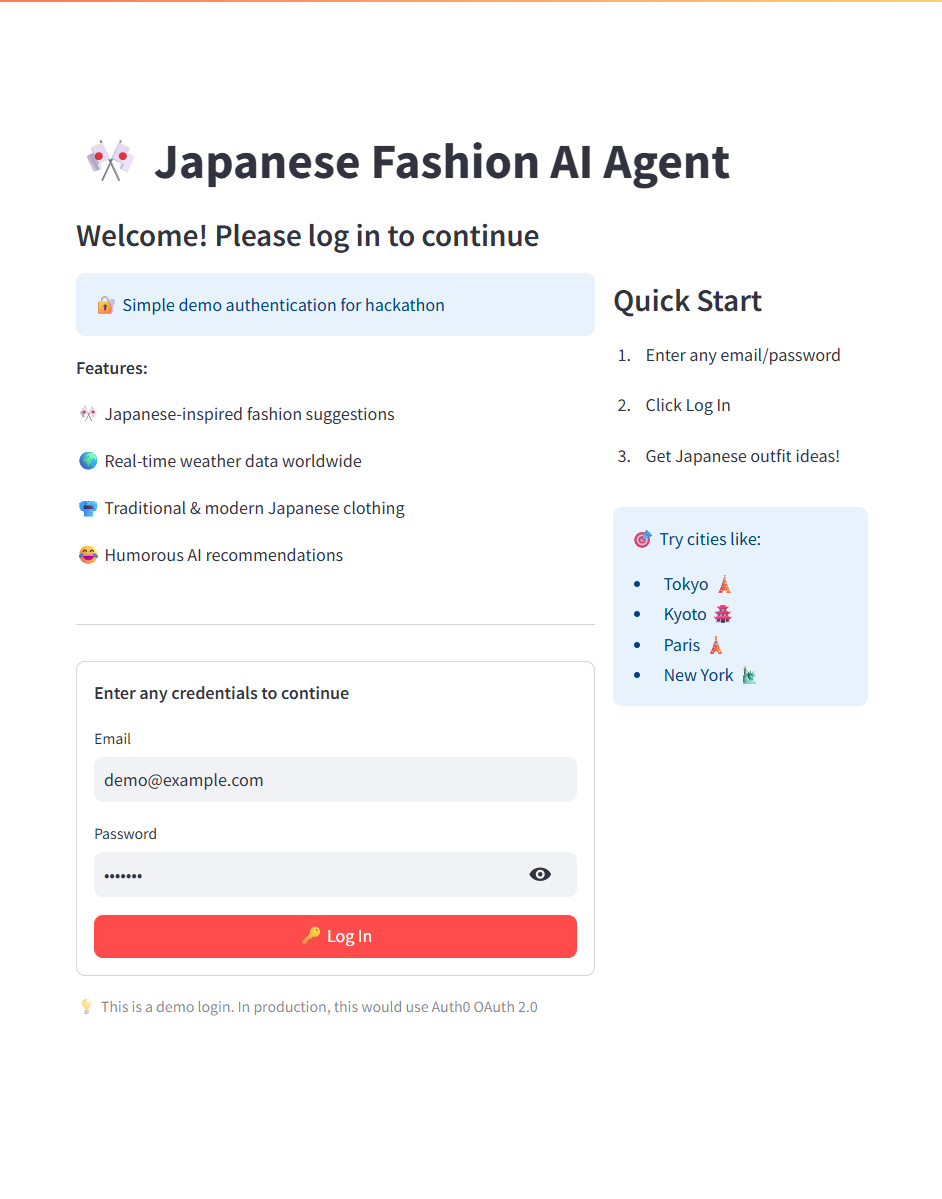 🎌 Japanese Fashion AI Agent
Welcome! Please log in to continue
🔐 Simple demo authentication for hackathon
Features:
🎌 Japanese-inspired fashion suggestions
🌍 Real-time weather data worldwide
👘 Traditional & modern Japanese clothing
😂 Humorous AI recommendations
Enter any credentials to continue
Email
demo@example.com
Password
•••••••
🔑 Log In
💡 This is a demo login. In production, this would use Auth0 OAuth 2.0
Quick Start
1. Enter any email/password
2. Click Log In
3. Get Japanese outfit ideas!
🎯 Try cities like:
• Tokyo 🗼
• Kyoto 🏯
• Paris 🗼
• New York 🗽